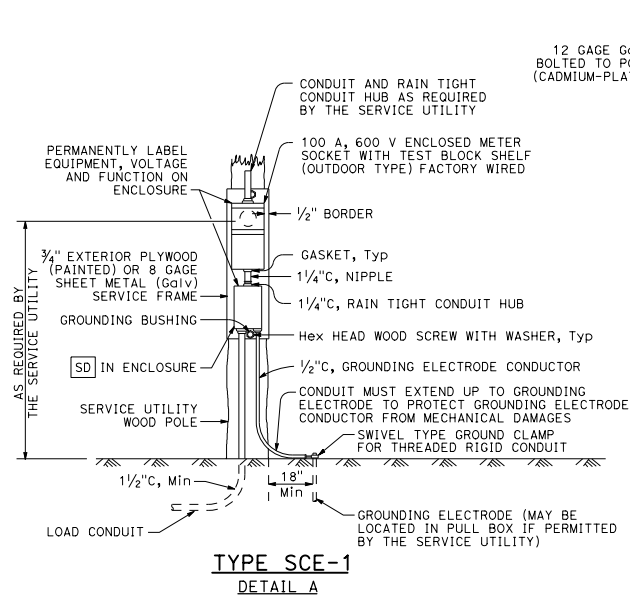 12 GAGE G
BOLTED TO P
(CADMIUM-PLA
CONDUIT AND RAIN TIGHT
CONDUIT HUB AS REQUIRED
BY THE SERVICE UTILITY
PERMANENTLY LABEL
EQUIPMENT, VOLTAGE
AND FUNCTION ON
ENCLOSURE
100 A, 600 V ENCLOSED METER
SOCKET WITH TEST BLOCK SHELF
(OUTDOOR TYPE) FACTORY WIRED
1/2" BORDER
3/4" EXTERIOR PLYWOOD
(PAINTED) OR 8 GAGE
SHEET METAL (Galv)
SERVICE FRAME
GASKET, Typ
1 1/4"C, NIPPLE
1 1/4"C, RAIN TIGHT CONDUIT HUB
GROUNDING BUSHING
Hex HEAD WOOD SCREW WITH WASHER, Typ
AS REQUIRED BY
THE SERVICE UTILITY
SD IN ENCLOSURE
1/2"C, GROUNDING ELECTRODE CONDUCTOR
CONDUIT MUST EXTEND UP TO GROUNDING
ELECTRODE TO PROTECT GROUNDING ELECTRODE
CONDUCTOR FROM MECHANICAL DAMAGES
SERVICE UTILITY
WOOD POLE
SWIVEL TYPE GROUND CLAMP
FOR THREADED RIGID CONDUIT
1 1/2"C, Min
18"
Min
LOAD CONDUIT
GROUNDING ELECTRODE (MAY BE
LOCATED IN PULL BOX IF PERMITTED
BY THE SERVICE UTILITY)
TYPE SCE-1
DETAIL A